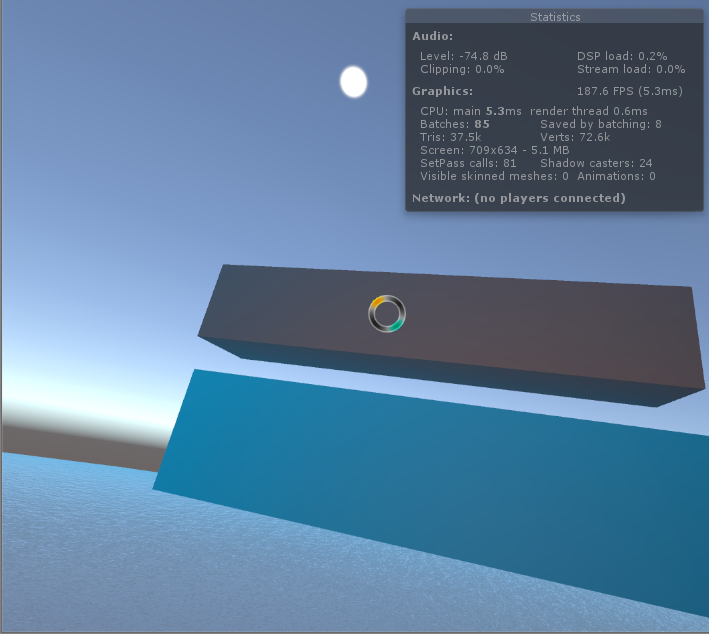 Statistics
Audio:
Level: -74.8 dB DSP load: 0.2%
Clipping: 0.0% Stream load: 0.0%
Graphics: 187.6 FPS (5.3ms)
CPU: main 5.3ms render thread 0.6ms
Batches: 85 Saved by batching: 8
Tris: 37.5k Verts: 72.6k
Screen: 709x634 - 5.1 MB
SetPass calls: 81 Shadow casters: 24
Visible skinned meshes: 0 Animations: 0
Network: (no players connected)